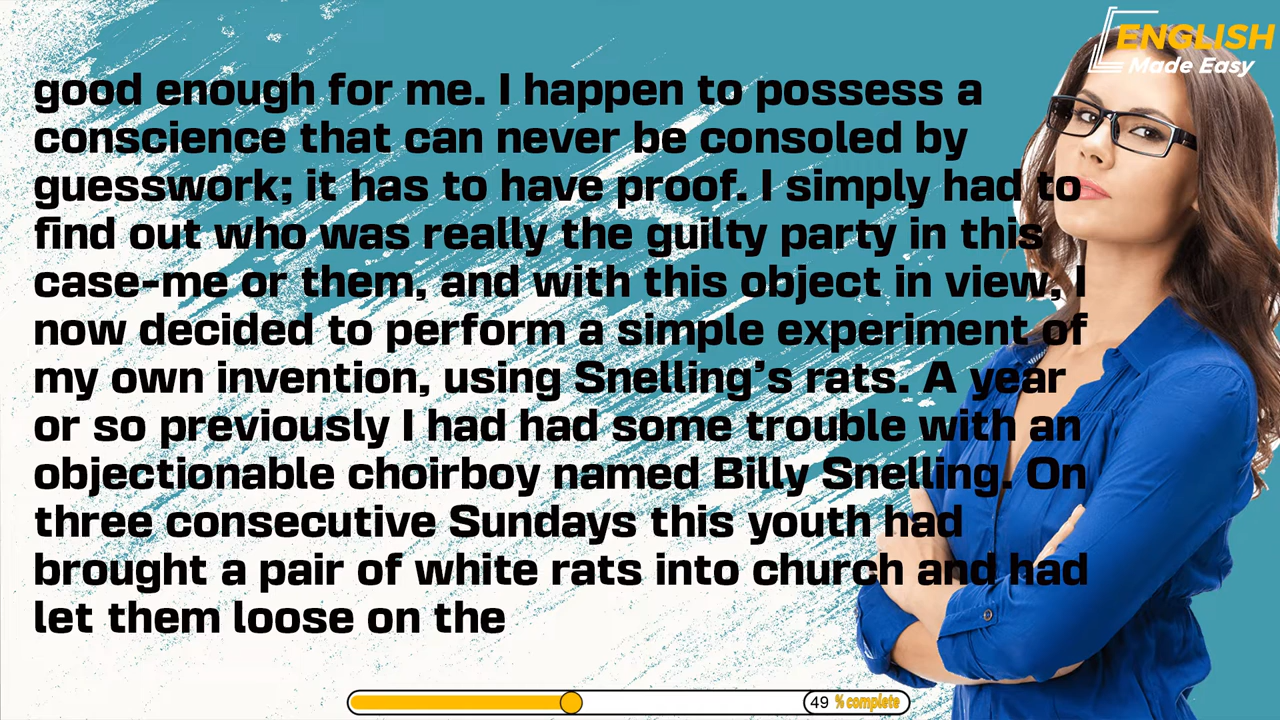 ENGLISH
Made Easy
good enough for me. I happen to possess a
conscience that can never be consoled by
guesswork; it has to have proof. I simply had to
find out who was really the guilty party in this
case-me or them, and with this object in view, I
now decided to perform a simple experiment of
my own invention, using Snelling's rats. A year
or so previously I had had some trouble with an
objectionable choirboy named Billy Snelling. On
three consecutive Sundays this youth had
brought a pair of white rats into church and had
let them loose on the
49 % complete